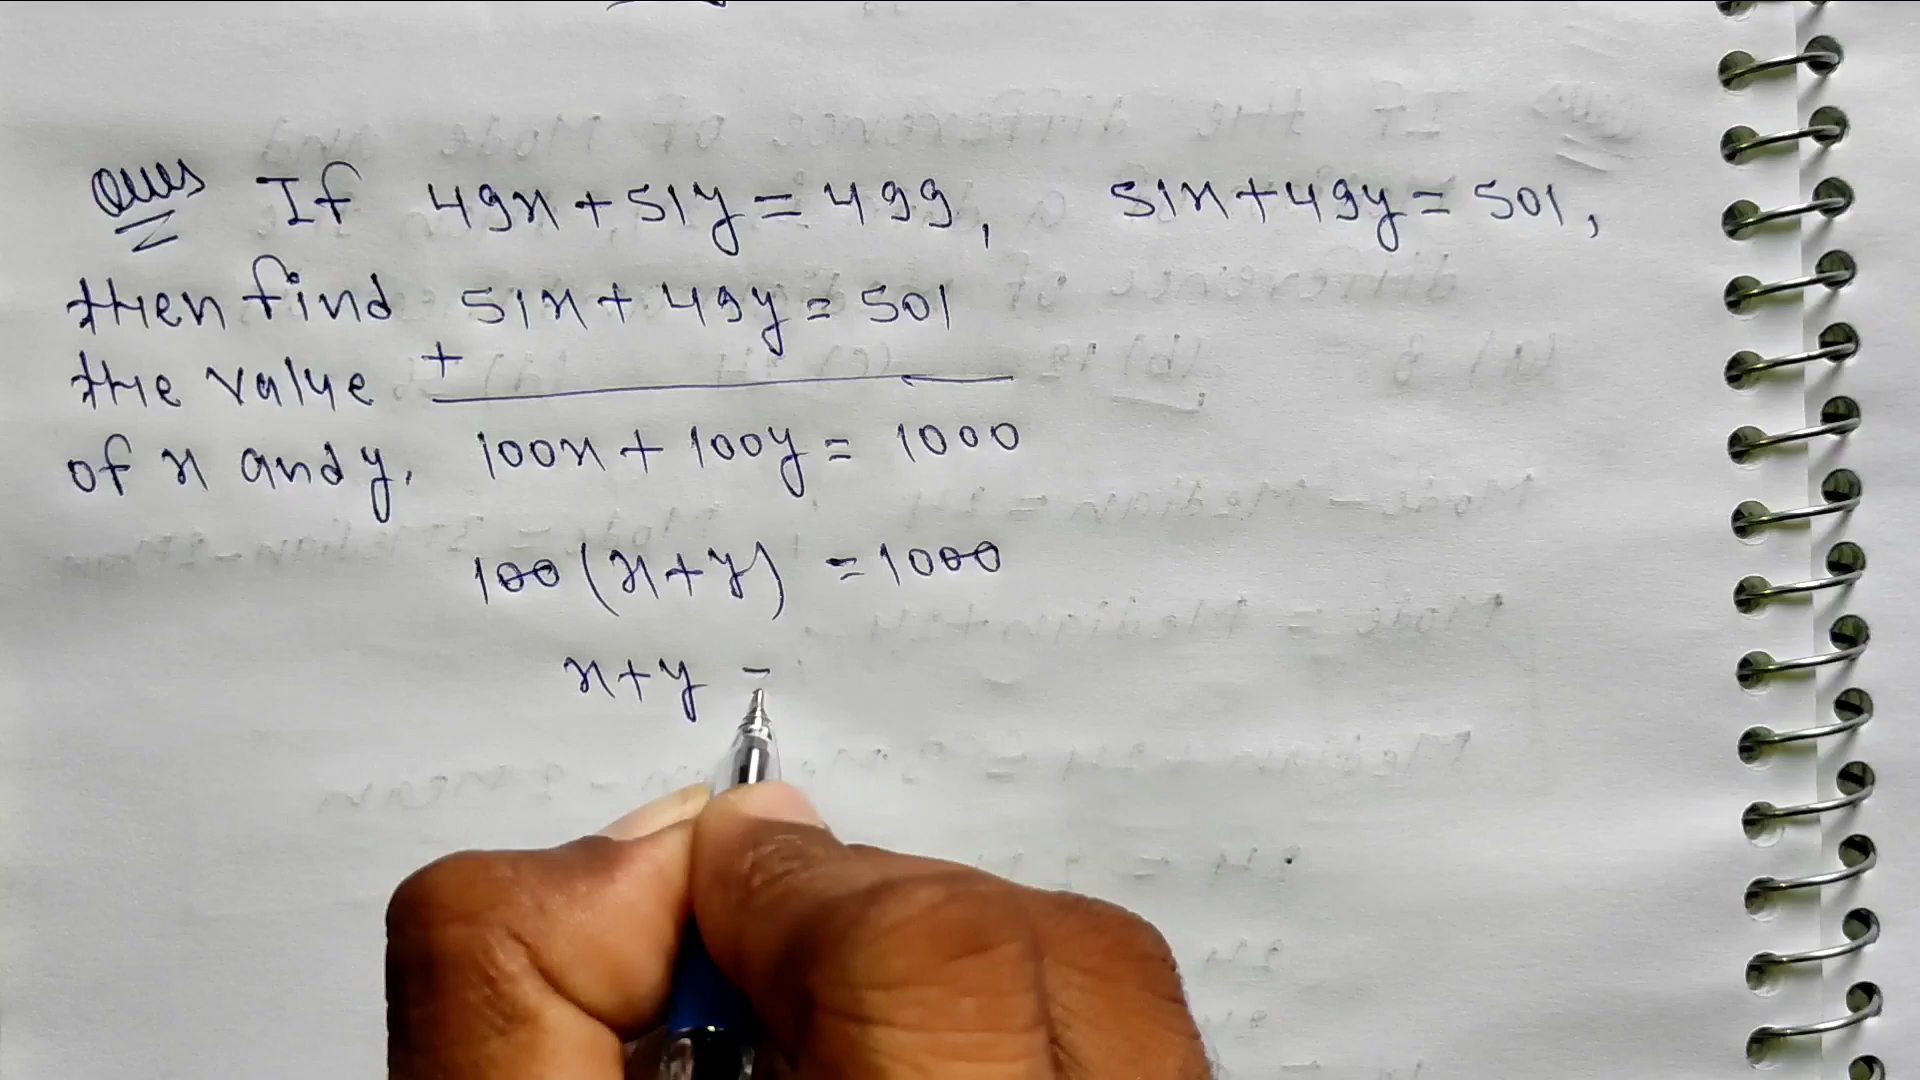 Ques If 49x + 51y = 499, 51x + 49y = 501,
then find 51x + 49y = 501
the value +
of x and y. 100x + 100y = 1000
100 (x + y) = 1000
x + y =